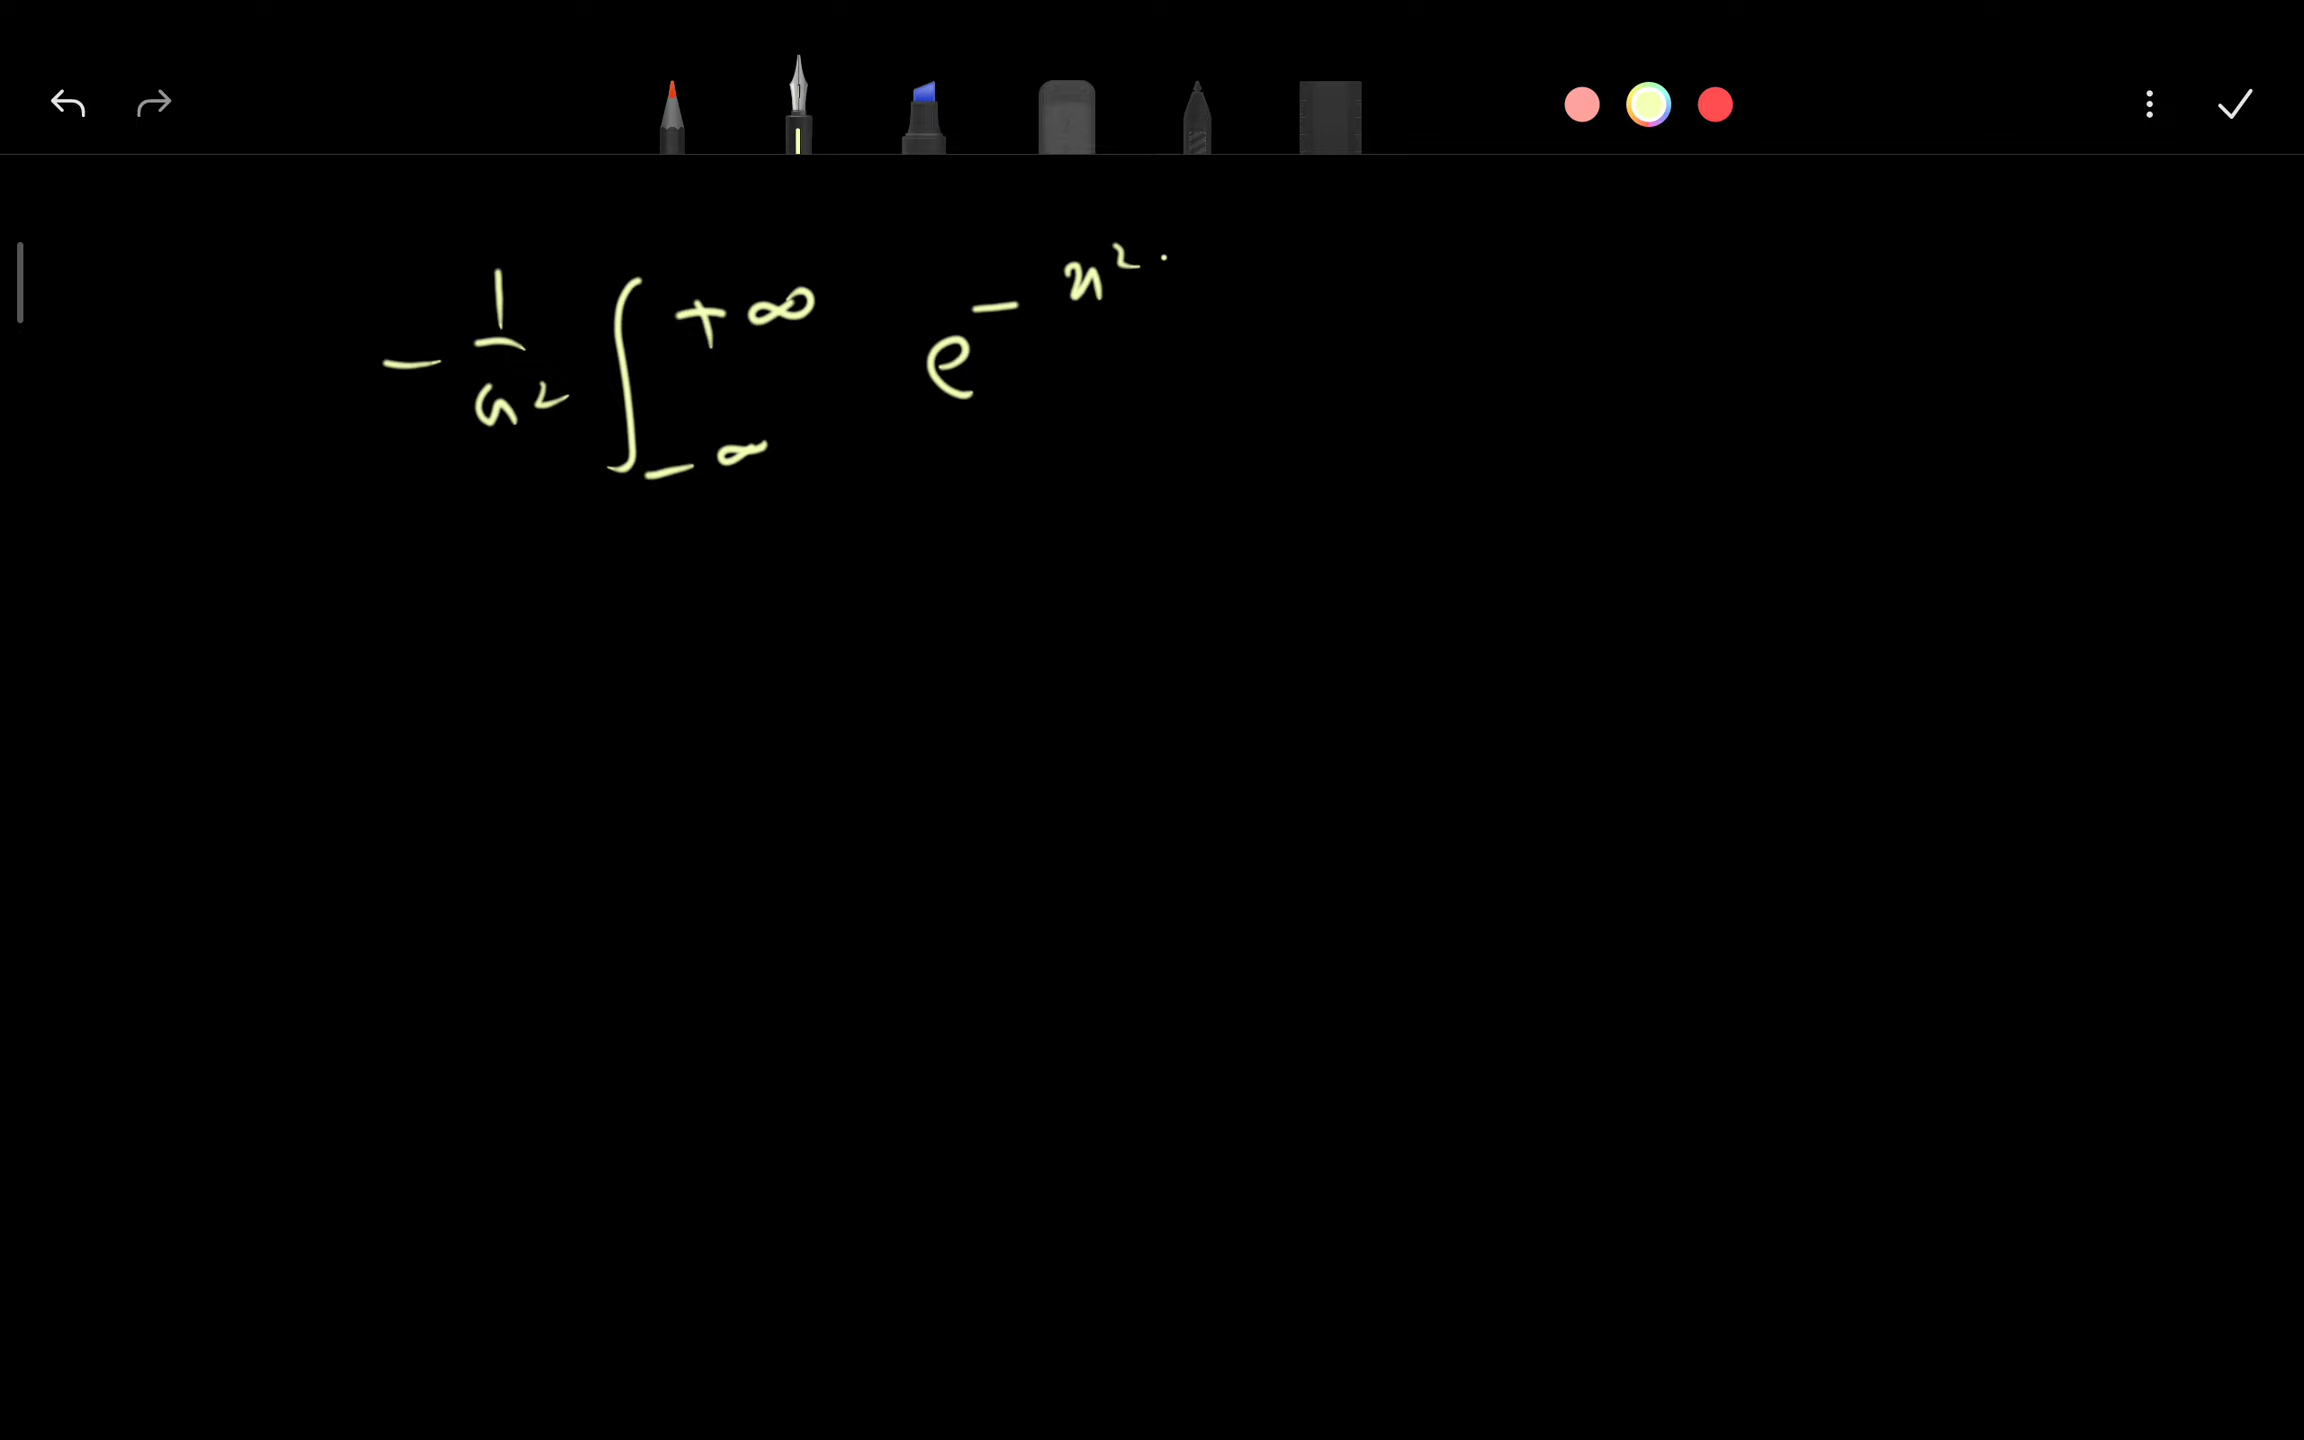 - 1/a² ∫_{-∞}^{+∞} e^{-x²·}